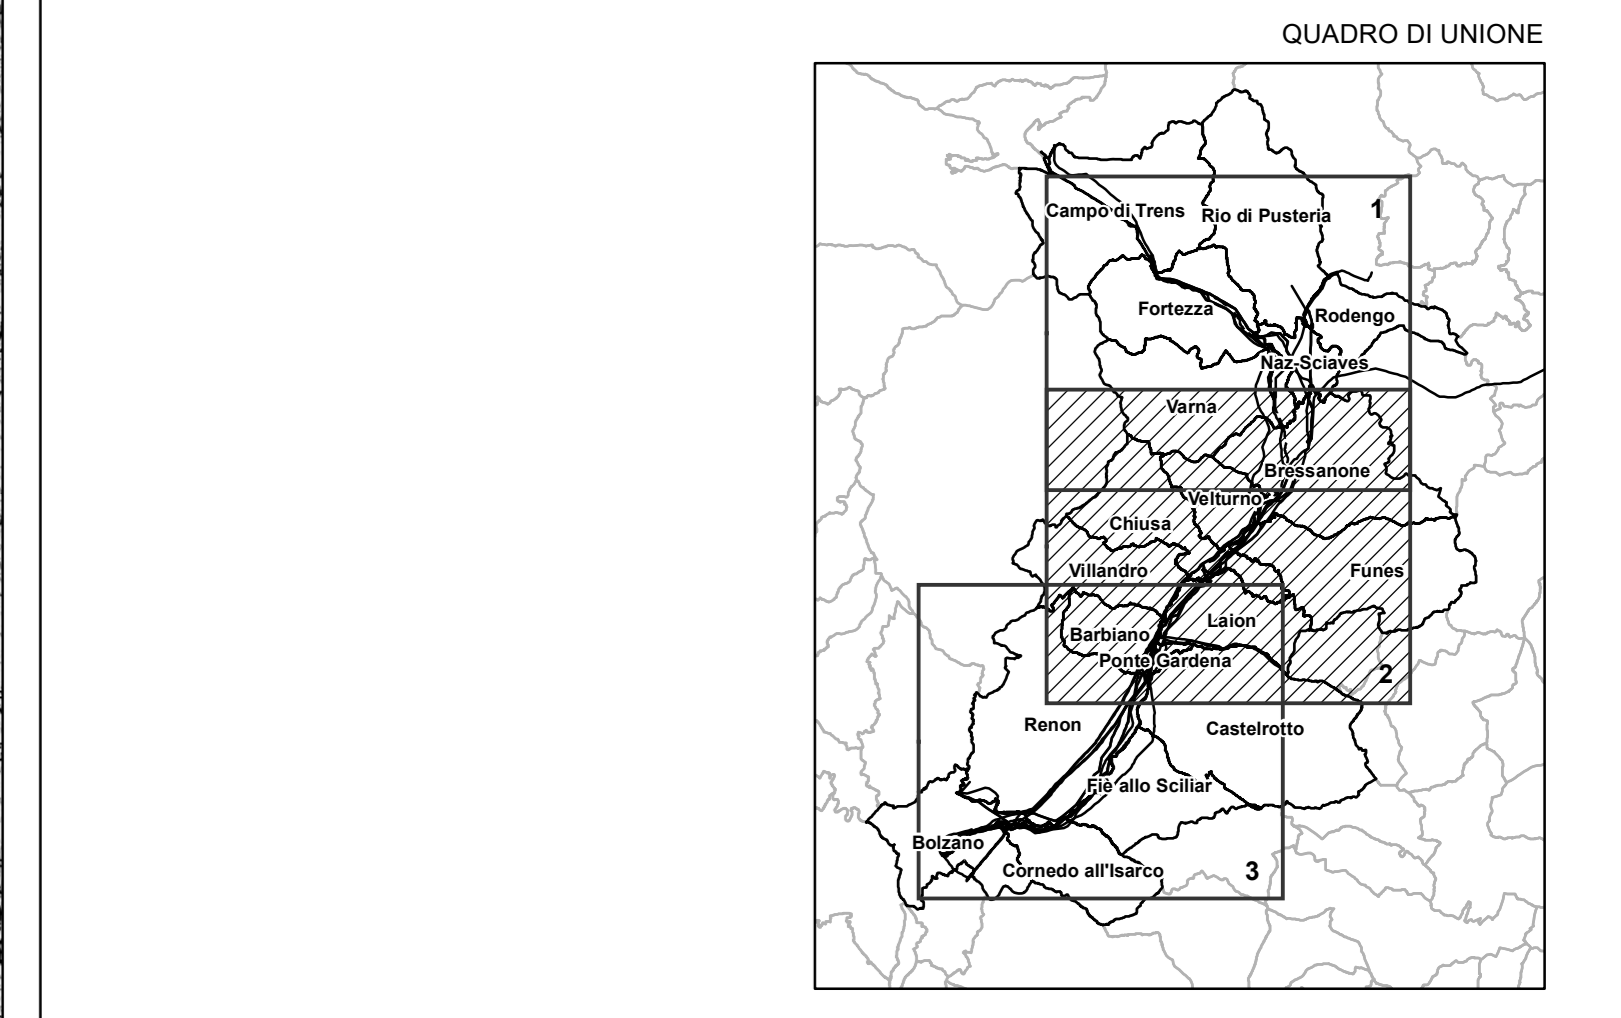 QUADRO DI UNIONE
Campo di Trens
Rio di Pusteria
1
Fortezza
Rodengo
Naz-Sciaves
Varna
Bressanone
Velturno
Chiusa
Villandro
Funes
Laion
Barbiano
Ponte Gardena
2
Renon
Castelrotto
Fiè allo Sciliar
Bolzano
Cornedo all'Isarco
3